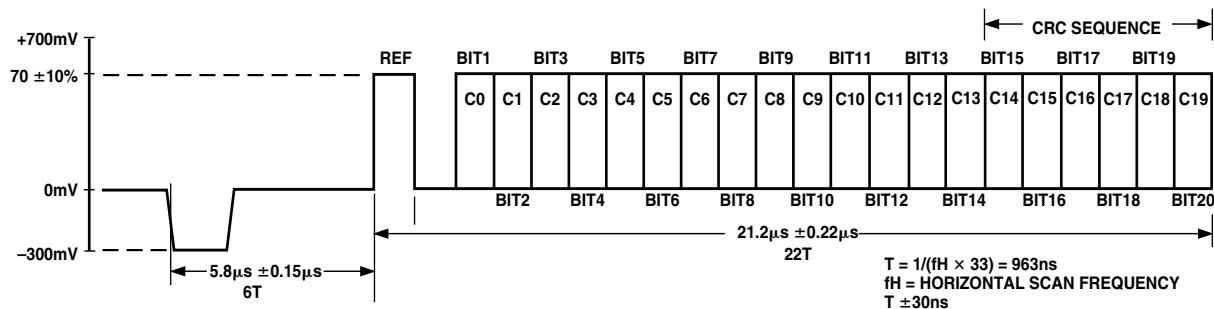 CRC SEQUENCE
+700mV
REF BIT1 BIT3 BIT5 BIT7 BIT9 BIT11 BIT13 BIT15 BIT17 BIT19
70 ±10%
C0 C1 C2 C3 C4 C5 C6 C7 C8 C9 C10 C11 C12 C13 C14 C15 C16 C17 C18 C19
0mV
BIT2 BIT4 BIT6 BIT8 BIT10 BIT12 BIT14 BIT16 BIT18 BIT20
21.2μs ±0.22μs
22T
–300mV
5.8μs ±0.15μs
6T
T = 1/(fH × 33) = 963ns
fH = HORIZONTAL SCAN FREQUENCY
T ±30ns